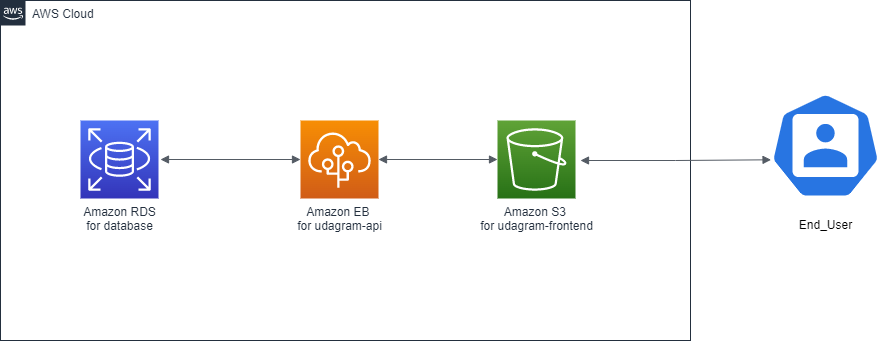 aws
AWS Cloud
Amazon RDS
for database
Amazon EB
for udagram-api
Amazon S3
for udagram-frontend
End_User